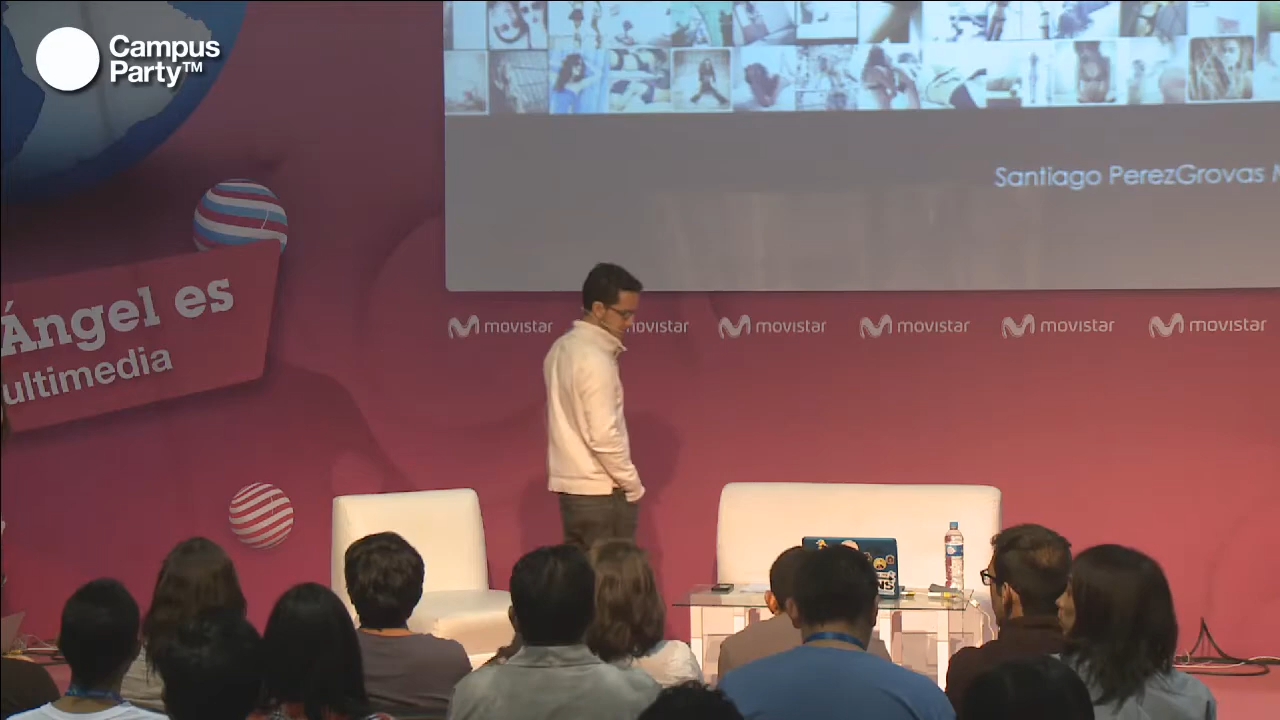 Campus
Party™
Santiago PerezGrovas
Ángel es
ultimedia
movistar
movistar
movistar
movistar
movistar
movistar